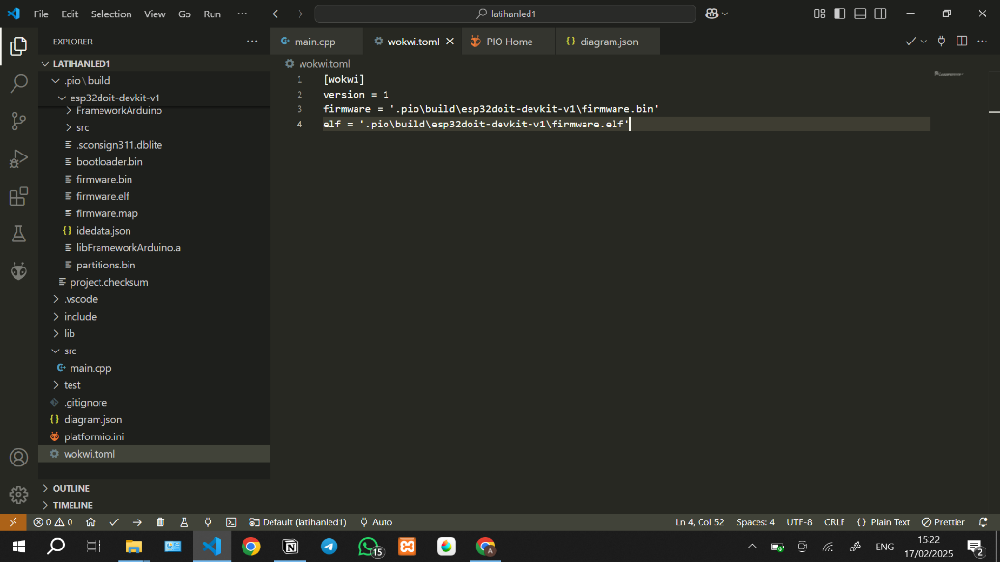 File Edit Selection View Go Run ... latihanled1
EXPLORER ...
main.cpp wokwi.toml PIO Home diagram.json ...
LATIHANLED1
.pio \ build
esp32doit-devkit-v1
FrameworkArduino
src
.sconsign311.dblite
bootloader.bin
firmware.bin
firmware.elf
firmware.map
{} idedata.json
libFrameworkArduino.a
partitions.bin
project.checksum
.vscode
include
lib
src
main.cpp
test
.gitignore
{} diagram.json
platformio.ini
wokwi.toml
OUTLINE
TIMELINE
wokwi.toml
1 [wokwi]
2 version = 1
3 firmware = '.pio\build\esp32doit-devkit-v1\firmware.bin'
4 elf = '.pio\build\esp32doit-devkit-v1\firmware.elf'
0 0 Default (latihanled1) Auto Ln 4, Col 52 Spaces: 4 UTF-8 CRLF {} Plain Text Prettier
15 A ENG 15:22 2
17/02/2025